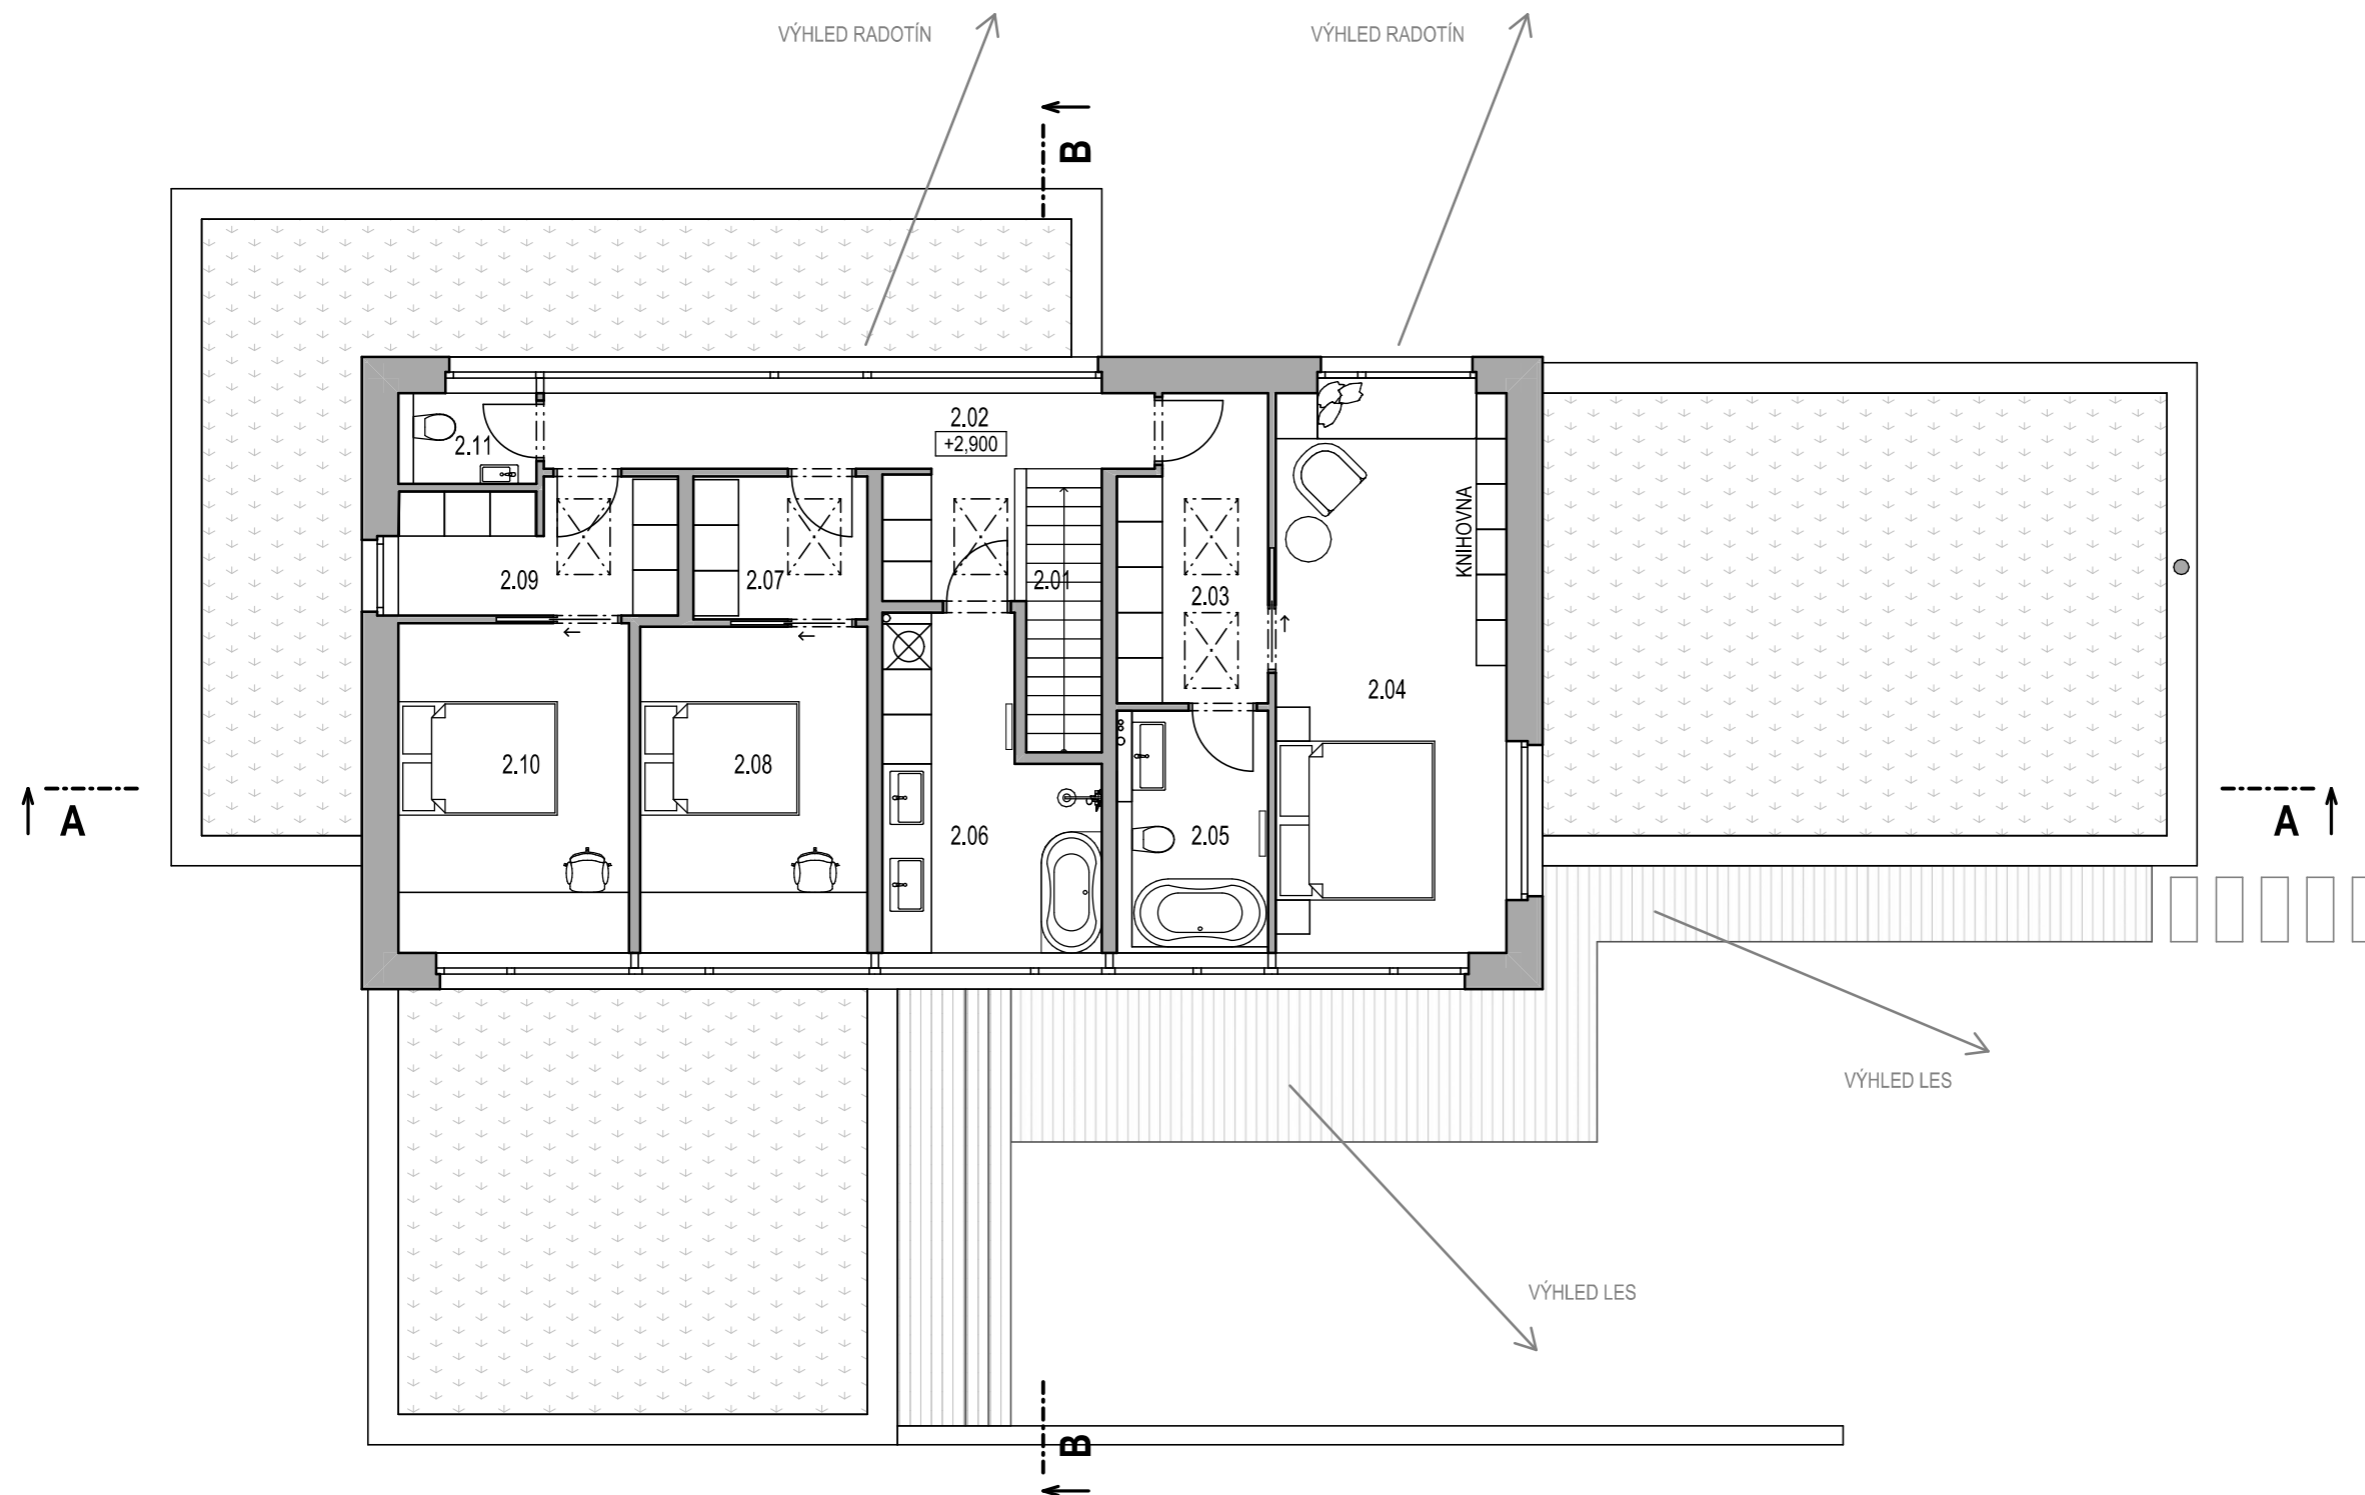 VÝHLED RADOTÍN
VÝHLED RADOTÍN
B
2.02
+2,900
2.11
KNIHOVNA
2.09
2.07
2.01
2.03
2.04
2.10
2.08
A
A
2.06
2.05
VÝHLED LES
VÝHLED LES
B